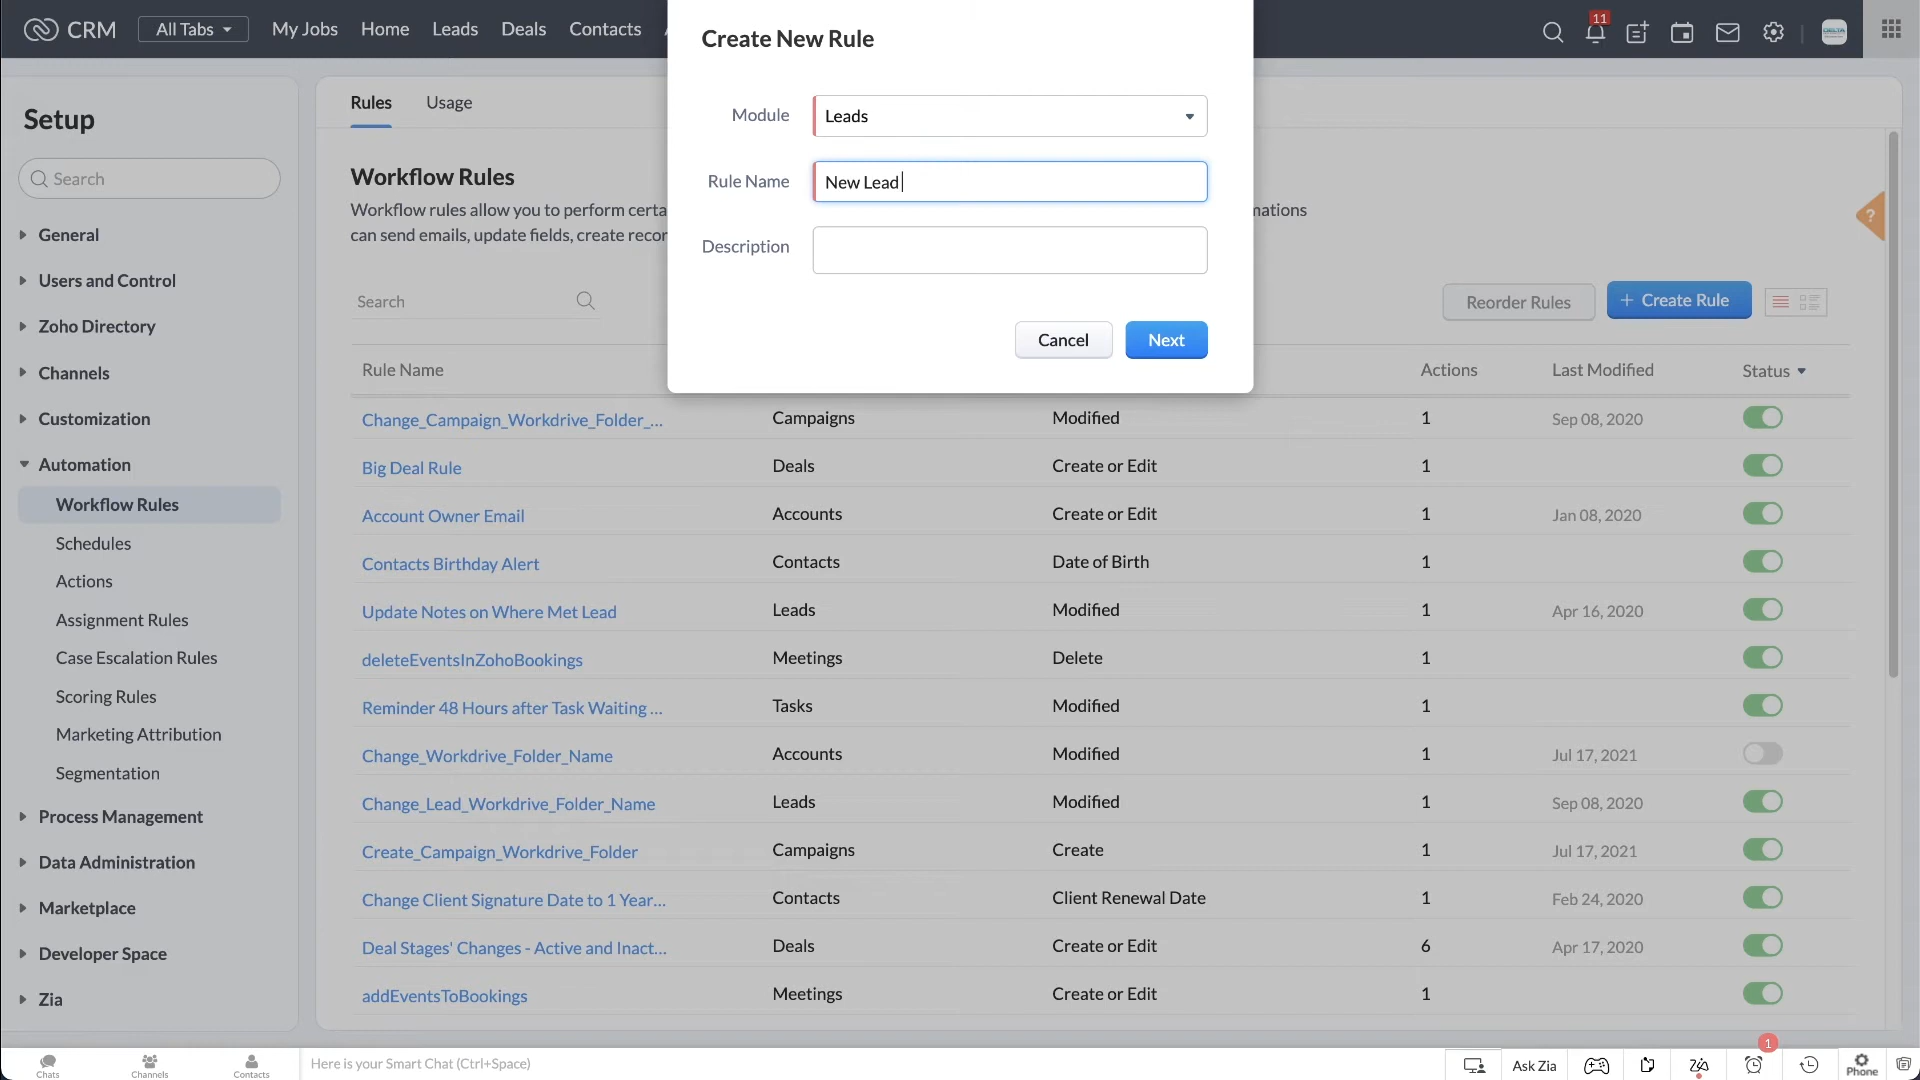 CRM
All Tabs
My Jobs
Home
Leads
Deals
Contacts
11
DELTA
Create New Rule
Module
Leads
Rule Name
New Lead
Description
Cancel
Next
Setup
Search
General
Users and Control
Zoho Directory
Channels
Customization
Automation
Workflow Rules
Schedules
Actions
Assignment Rules
Case Escalation Rules
Scoring Rules
Marketing Attribution
Segmentation
Process Management
Data Administration
Marketplace
Developer Space
Zia
Rules
Usage
Workflow Rules
Workflow rules allow you to perform certa
mations
can send emails, update fields, create recor
?
Search
Reorder Rules
+ Create Rule
Rule Name
Actions
Last Modified
Status
Change_Campaign_Workdrive_Folder_... Campaigns Modified 1 Sep 08, 2020
Big Deal Rule Deals Create or Edit 1
Account Owner Email Accounts Create or Edit 1 Jan 08, 2020
Contacts Birthday Alert Contacts Date of Birth 1
Update Notes on Where Met Lead Leads Modified 1 Apr 16, 2020
deleteEventsInZohoBookings Meetings Delete 1
Reminder 48 Hours after Task Waiting ... Tasks Modified 1
Change_Workdrive_Folder_Name Accounts Modified 1 Jul 17, 2021
Change_Lead_Workdrive_Folder_Name Leads Modified 1 Sep 08, 2020
Create_Campaign_Workdrive_Folder Campaigns Create 1 Jul 17, 2021
Change Client Signature Date to 1 Year... Contacts Client Renewal Date 1 Feb 24, 2020
Deal Stages' Changes - Active and Inact... Deals Create or Edit 6 Apr 17, 2020
addEventsToBookings Meetings Create or Edit 1
Chats
Channels
Contacts
Here is your Smart Chat (Ctrl+Space)
Ask Zia
1
Phone